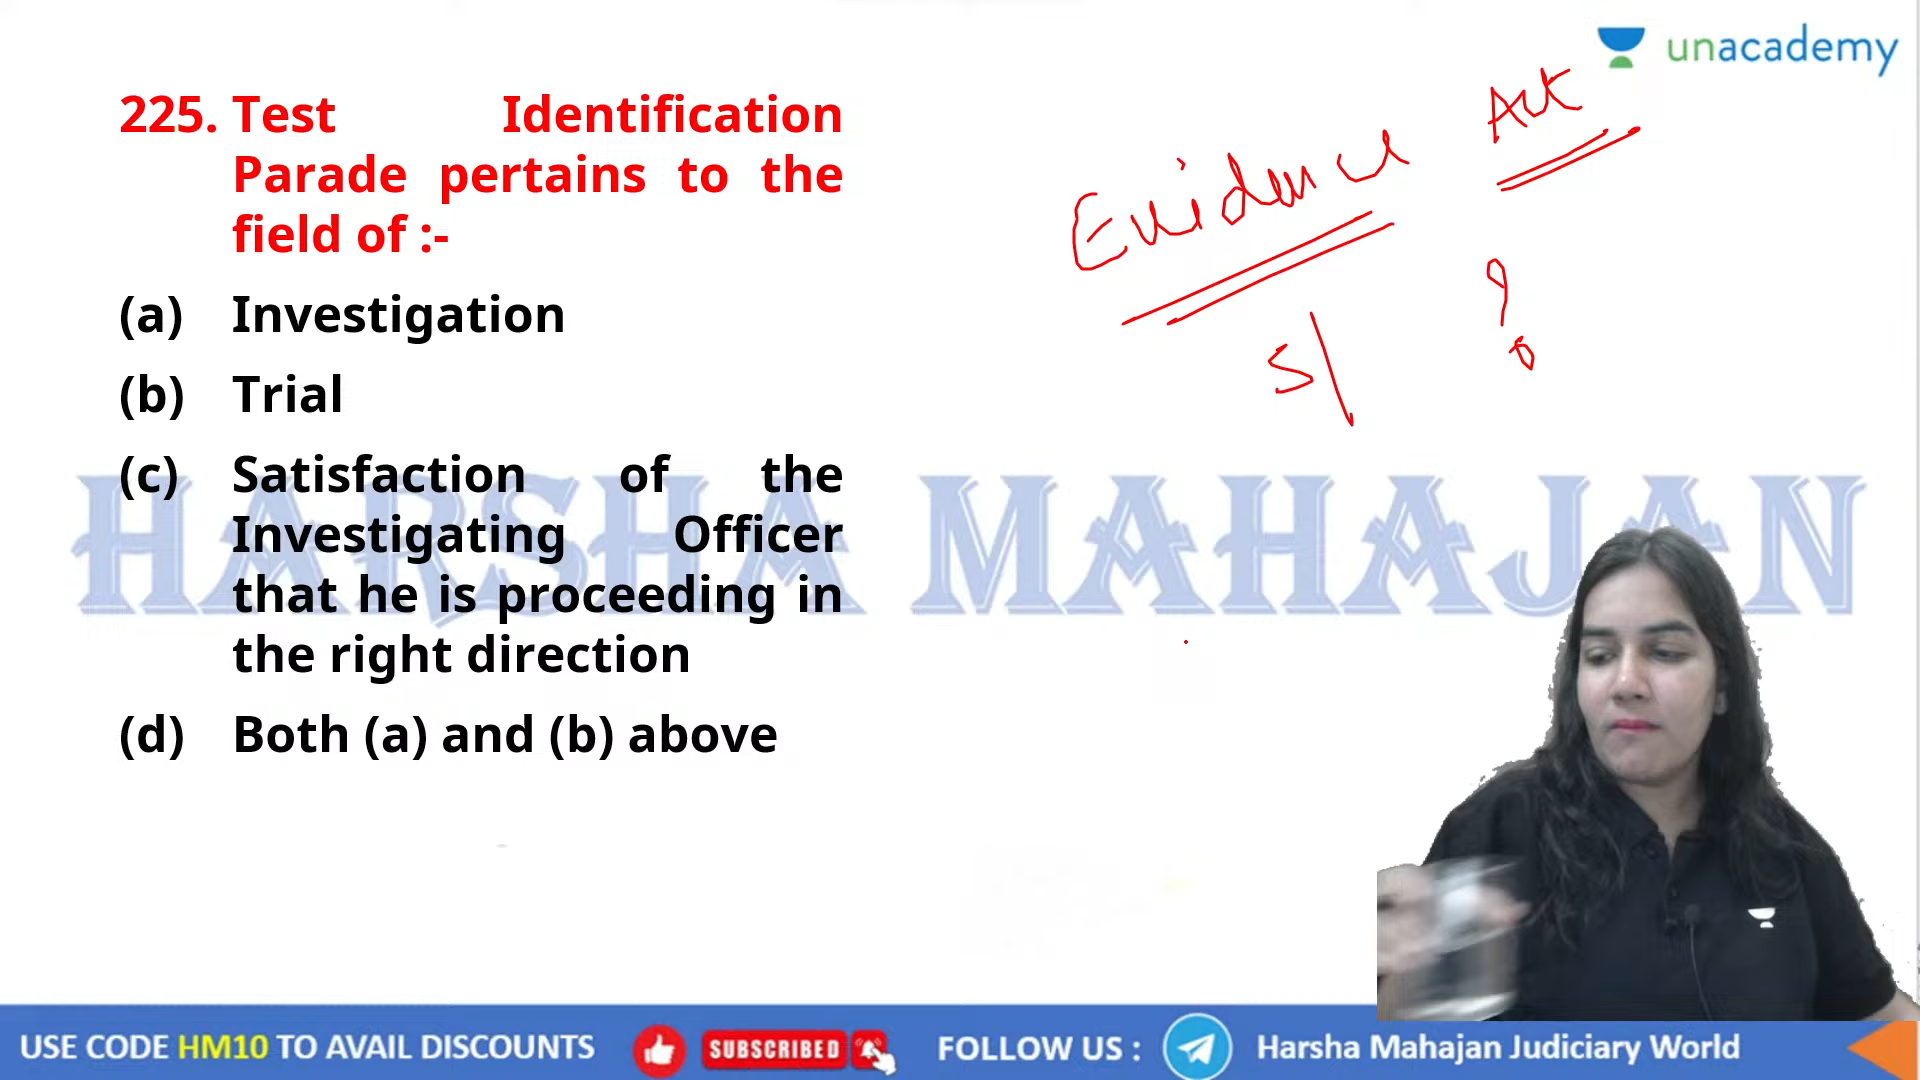 unacademy
225. Test Identification
Parade pertains to the
field of :-
(a) Investigation
(b) Trial
(c) Satisfaction of the
Investigating Officer
that he is proceeding in
the right direction
(d) Both (a) and (b) above
Evidence Act
S/ ?
HARSHA MAHAJAN
USE CODE HM10 TO AVAIL DISCOUNTS
SUBSCRIBED
FOLLOW US :
Harsha Mahajan Judiciary World